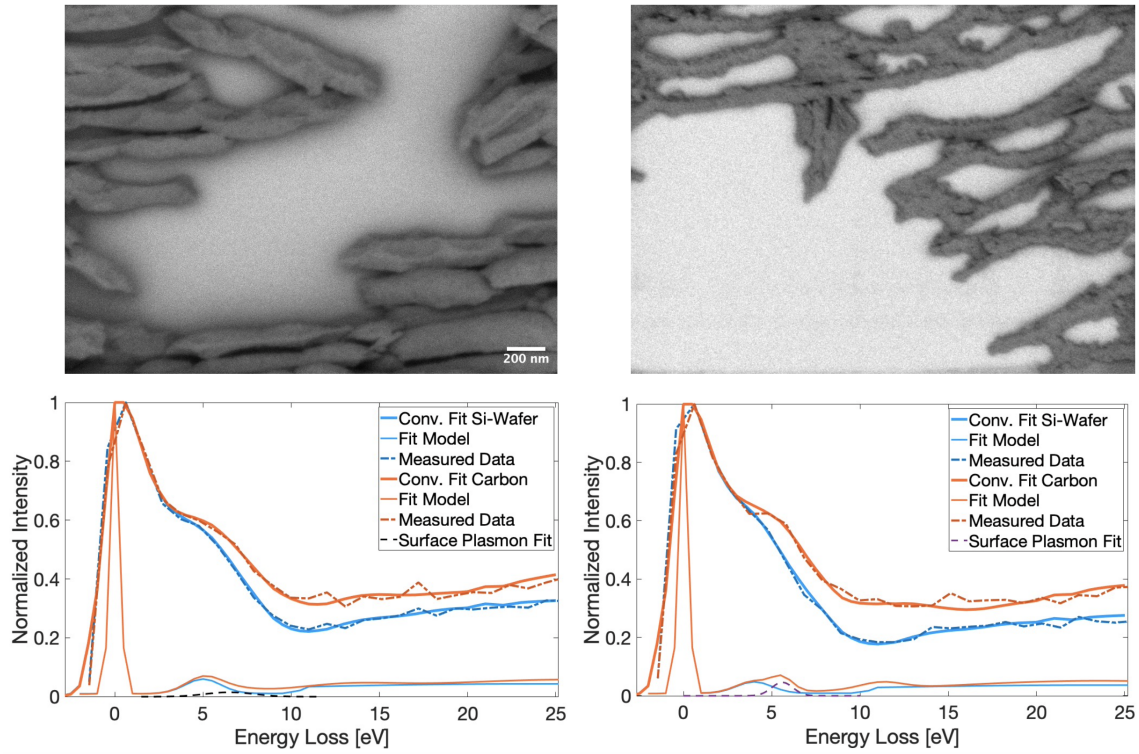 200 nm
1
0.8
0.6
0.4
0.2
0
0
5
10
15
20
25
Normalized Intensity
Energy Loss [eV]
Conv. Fit Si-Wafer
Fit Model
Measured Data
Conv. Fit Carbon
Fit Model
Measured Data
Surface Plasmon Fit
1
0.8
0.6
0.4
0.2
0
0
5
10
15
20
25
Normalized Intensity
Energy Loss [eV]
Conv. Fit Si-Wafer
Fit Model
Measured Data
Conv. Fit Carbon
Fit Model
Measured Data
Surface Plasmon Fit